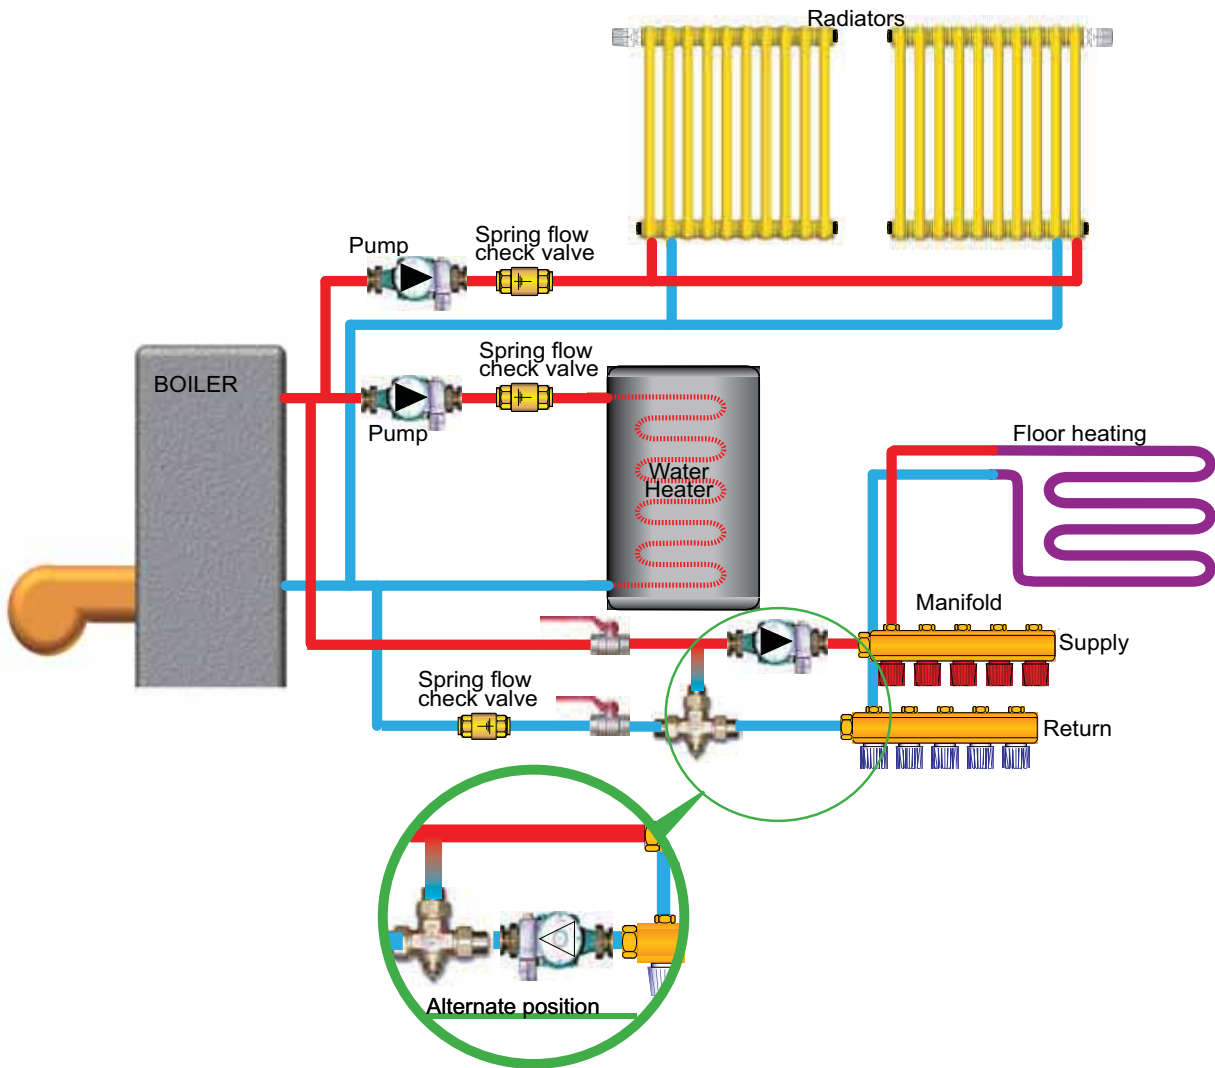 Radiators
Pump
Spring flow
check valve
Spring flow
check valve
BOILER
Pump
Floor heating
Water
Heater
Manifold
Supply
Spring flow
check valve
Return
Alternate position